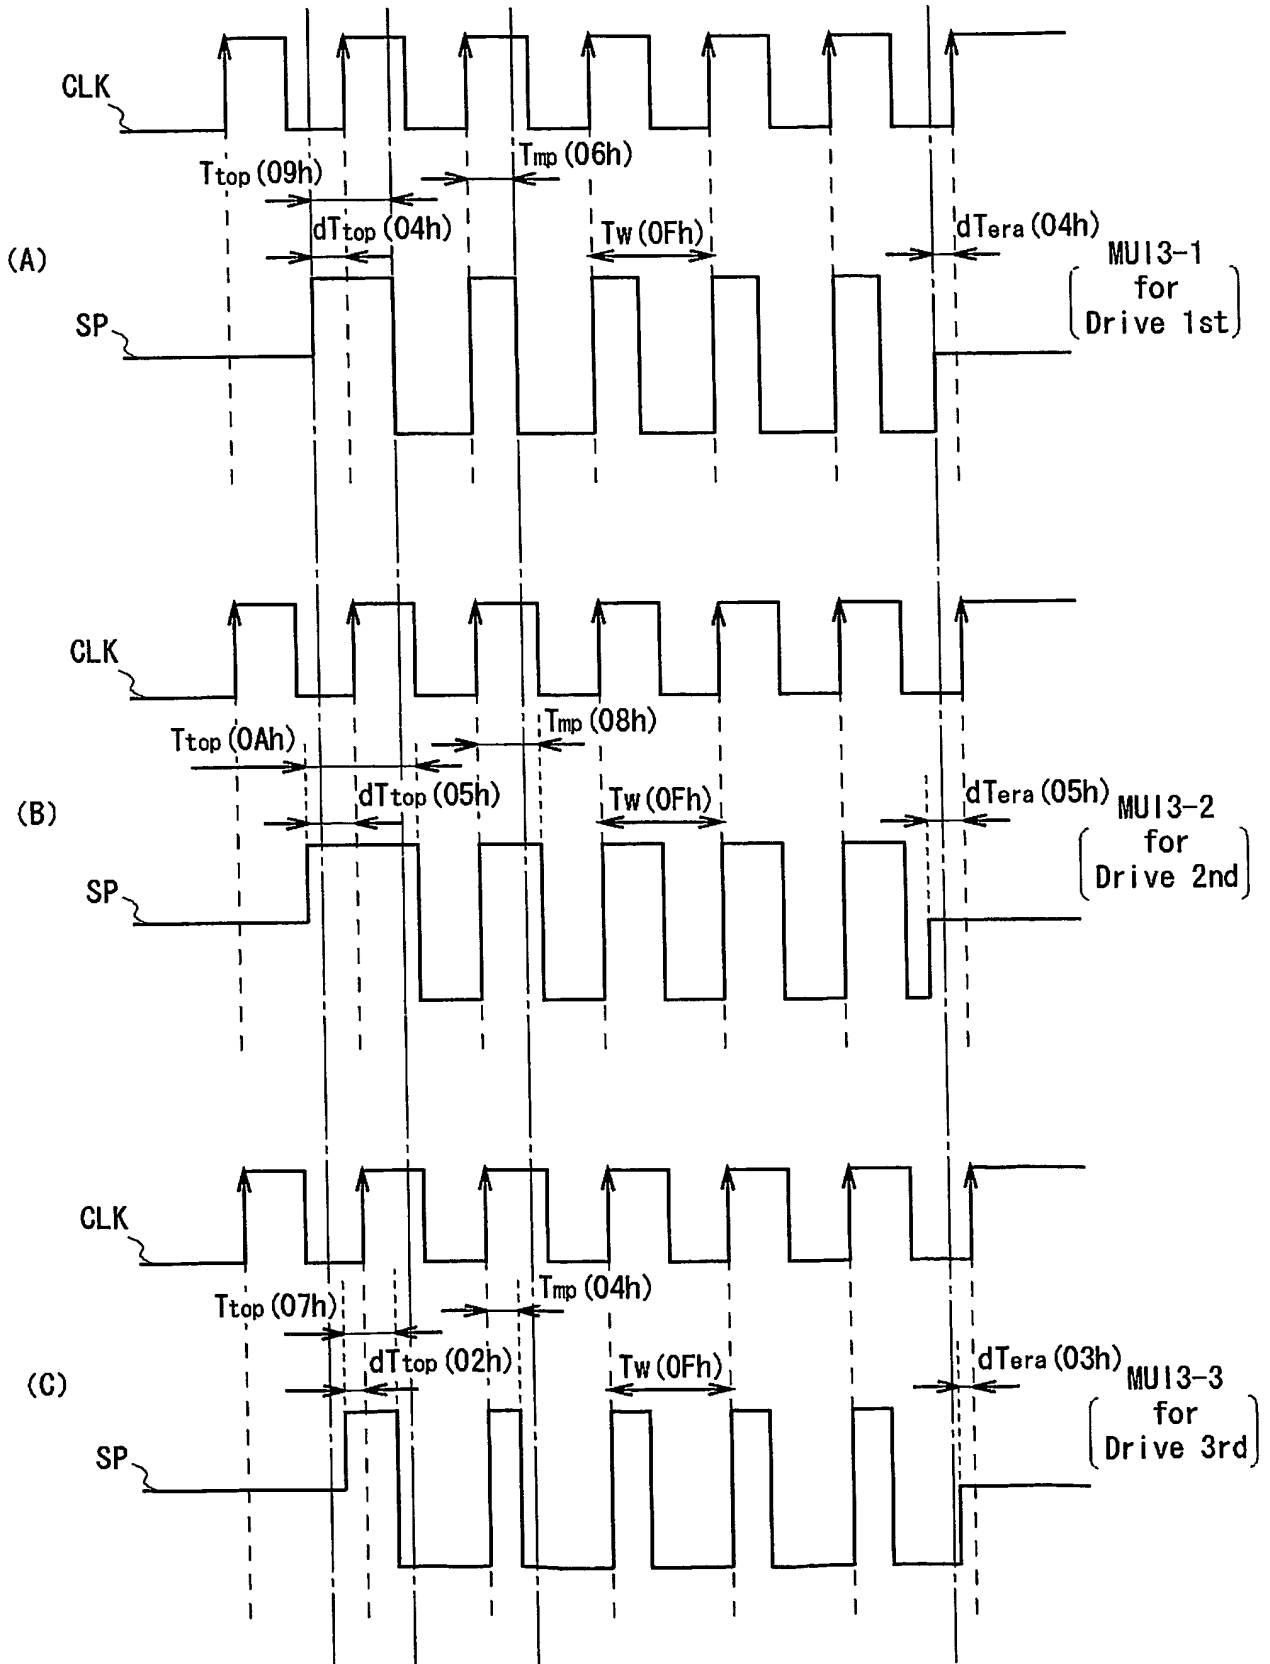 CLK
Tmp(06h)
Ttop(09h)
dTtop(04h)
Tw(0Fh)
dTera(04h)
(A)
MUI3-1
for
Drive 1st
SP
CLK
Ttop(0Ah)
Tmp(08h)
dTtop(05h)
Tw(0Fh)
dTera(05h)
(B)
MUI3-2
for
Drive 2nd
SP
CLK
Ttop(07h)
Tmp(04h)
dTtop(02h)
Tw(0Fh)
dTera(03h)
(C)
MUI3-3
for
Drive 3rd
SP